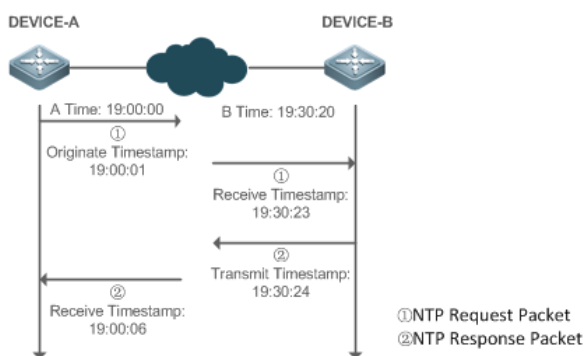 DEVICE-A
DEVICE-B
A Time: 19:00:00
B Time: 19:30:20
①
Originate Timestamp:
19:00:01
①
Receive Timestamp:
19:30:23
②
Transmit Timestamp:
19:30:24
②
Receive Timestamp:
19:00:06
①NTP Request Packet
②NTP Response Packet